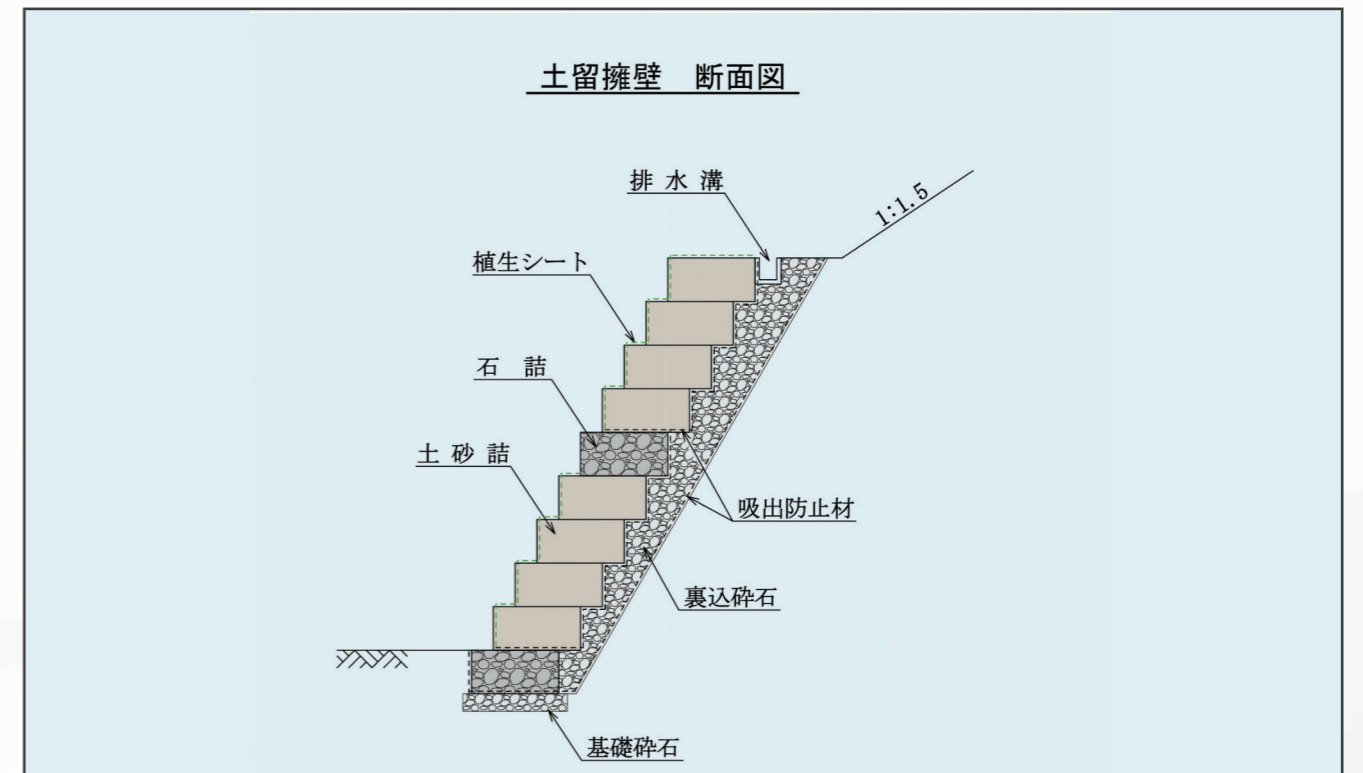 土留擁壁　断面図
排 水 溝
1:1.5
植生シート
石　詰
土 砂 詰
吸出防止材
裏込砕石
基礎砕石